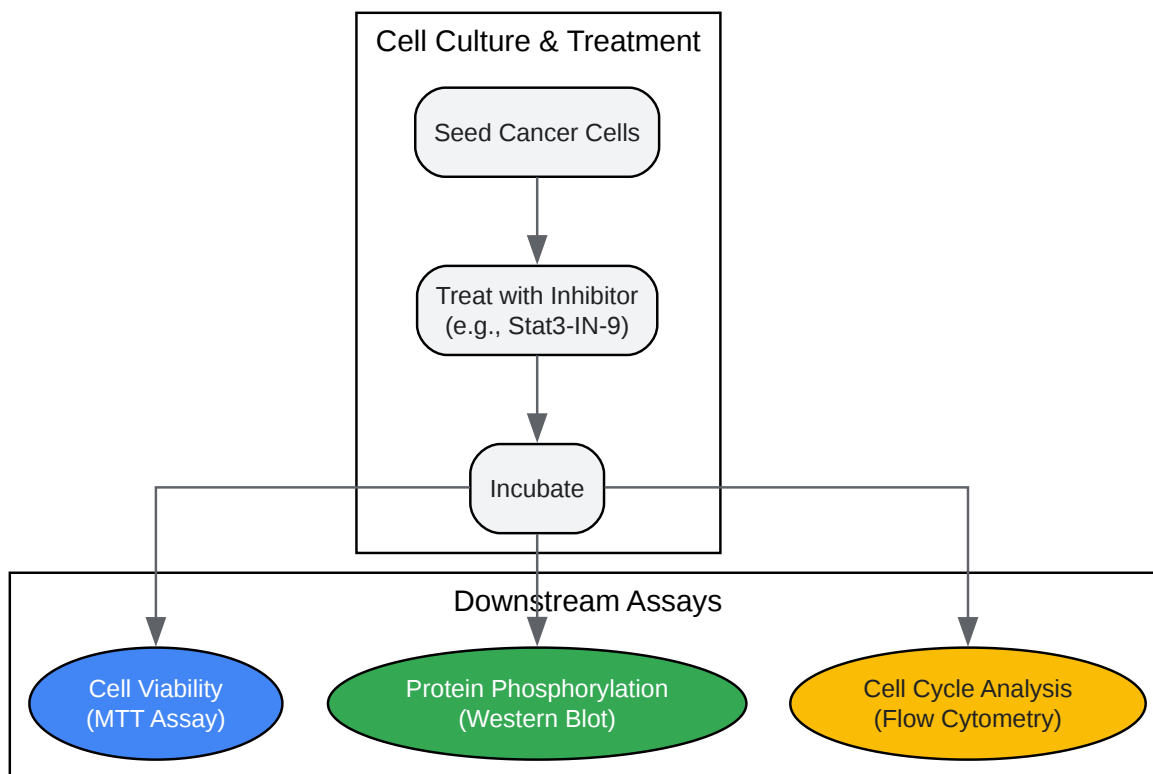 Cell Culture & Treatment
Seed Cancer Cells
Treat with Inhibitor
(e.g., Stat3-IN-9)
Incubate
Downstream Assays
Cell Viability
(MTT Assay)
Protein Phosphorylation
(Western Blot)
Cell Cycle Analysis
(Flow Cytometry)